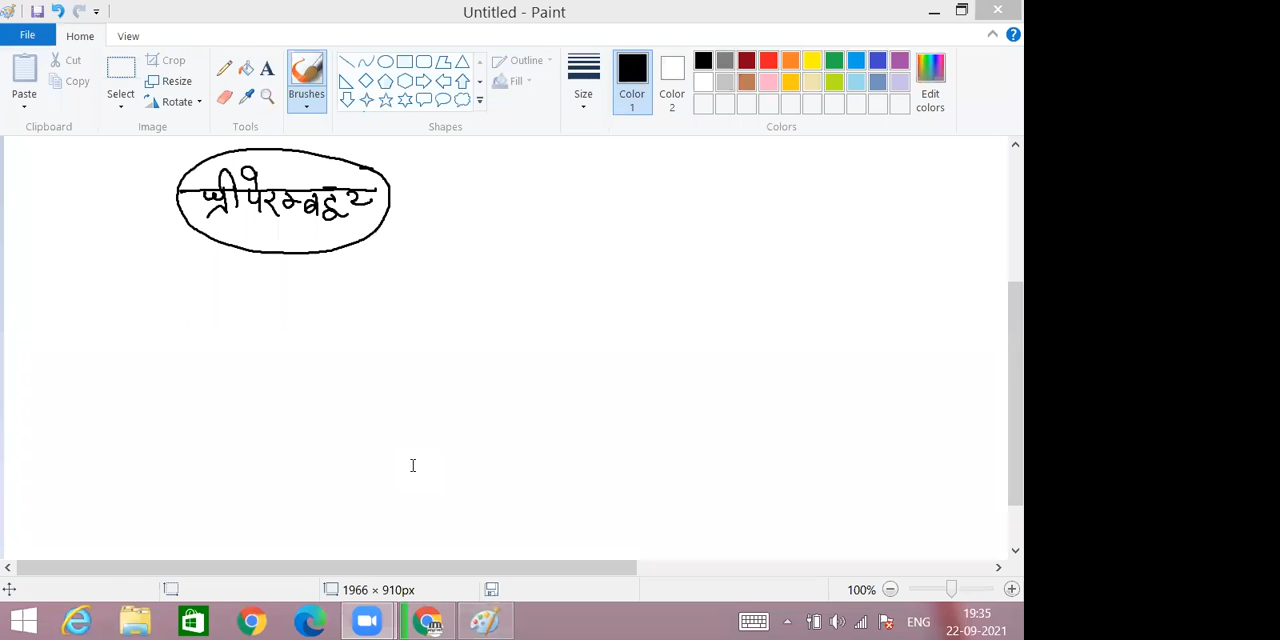 Untitled - Paint
File Home View
Paste
Cut
Copy
Clipboard
Select
Crop
Resize
Rotate
Image
A
Tools
Brushes
Outline
Fill
Shapes
Size
Color 1
Color 2
Edit colors
Colors
1966 × 910px
100%
ENG
19:35
22-09-2021